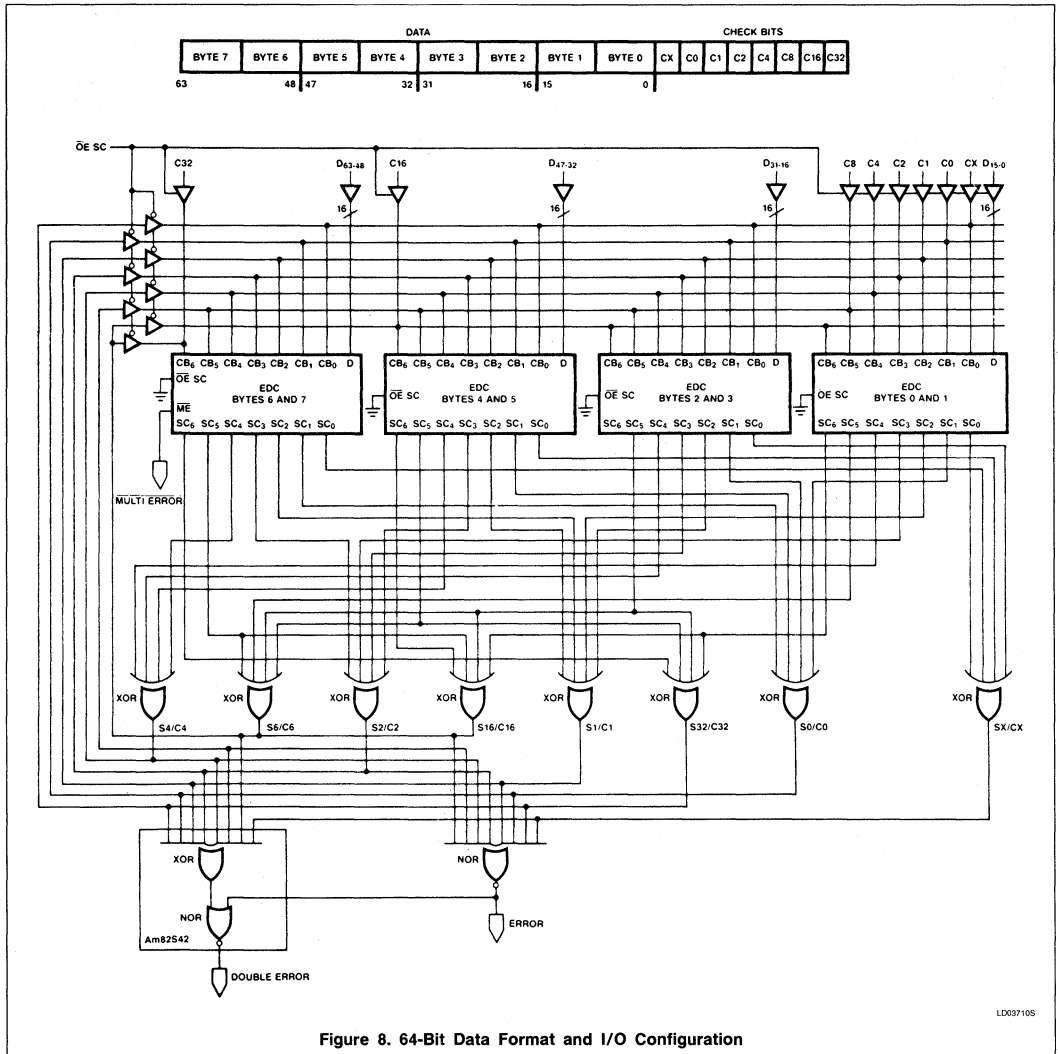 DATA CHECK BITS
BYTE 7 BYTE 6 BYTE 5 BYTE 4 BYTE 3 BYTE 2 BYTE 1 BYTE 0 CX C0 C1 C2 C4 C8 C16 C32
63 48 47 32 31 16 15 0
OE SC
C32 D63-48 C16 D47-32 D31-16 C8 C4 C2 C1 C0 CX D15-0
16 16 16 16
CB6 CB5 CB4 CB3 CB2 CB1 CB0 D CB6 CB5 CB4 CB3 CB2 CB1 CB0 D CB6 CB5 CB4 CB3 CB2 CB1 CB0 D CB6 CB5 CB4 CB3 CB2 CB1 CB0 D
OE SC
EDC
BYTES 6 AND 7
ME
SC6 SC5 SC4 SC3 SC2 SC1 SC0
OE SC
EDC
BYTES 4 AND 5
SC6 SC5 SC4 SC3 SC2 SC1 SC0
OE SC
EDC
BYTES 2 AND 3
SC6 SC5 SC4 SC3 SC2 SC1 SC0
OE SC
EDC
BYTES 0 AND 1
SC6 SC5 SC4 SC3 SC2 SC1 SC0
MULTI ERROR
XOR XOR XOR XOR XOR XOR XOR XOR
S4/C4 S6/C6 S2/C2 S16/C16 S1/C1 S32/C32 S0/C0 SX/CX
XOR
NOR
NOR
ERROR
Am82S42
DOUBLE ERROR
LD03710S
Figure 8. 64-Bit Data Format and I/O Configuration